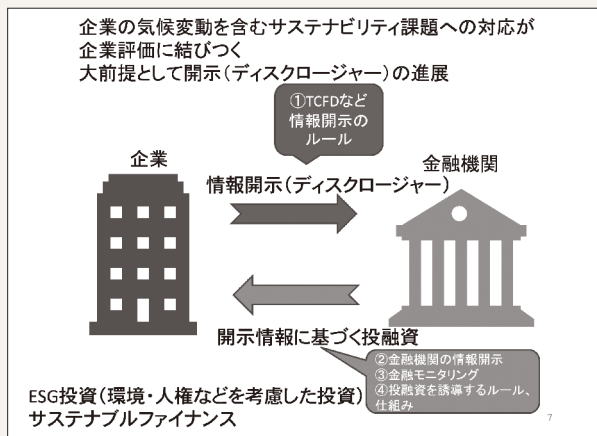 企業の気候変動を含むサステナビリティ課題への対応が
企業評価に結びつく
大前提として開示(ディスクロージャー)の進展
①TCFDなど
情報開示の
ルール
企業
金融機関
情報開示(ディスクロージャー)
開示情報に基づく投融資
②金融機関の情報開示
③金融モニタリング
④投融資を誘導するルール、
仕組み
ESG投資(環境・人権などを考慮した投資)
サステナブルファイナンス
7